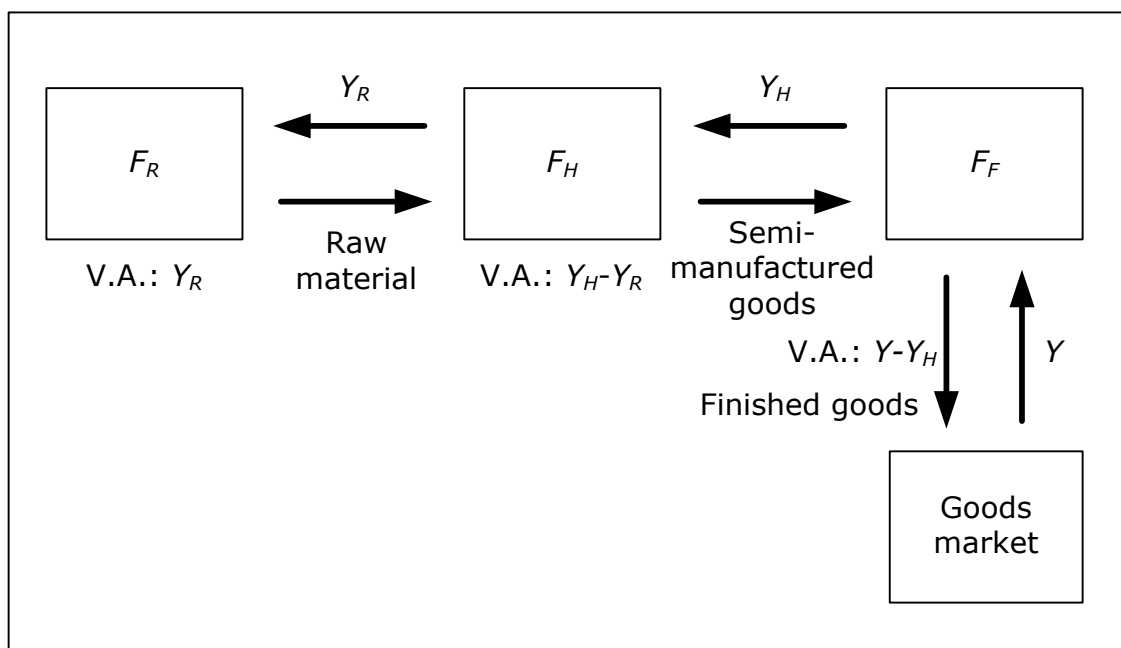 Y_R
Y_H
F_R
F_H
F_F
Raw
material
Semi-
manufactured
goods
V.A.: Y_R
V.A.: Y_H-Y_R
V.A.: Y-Y_H
Y
Finished goods
Goods
market